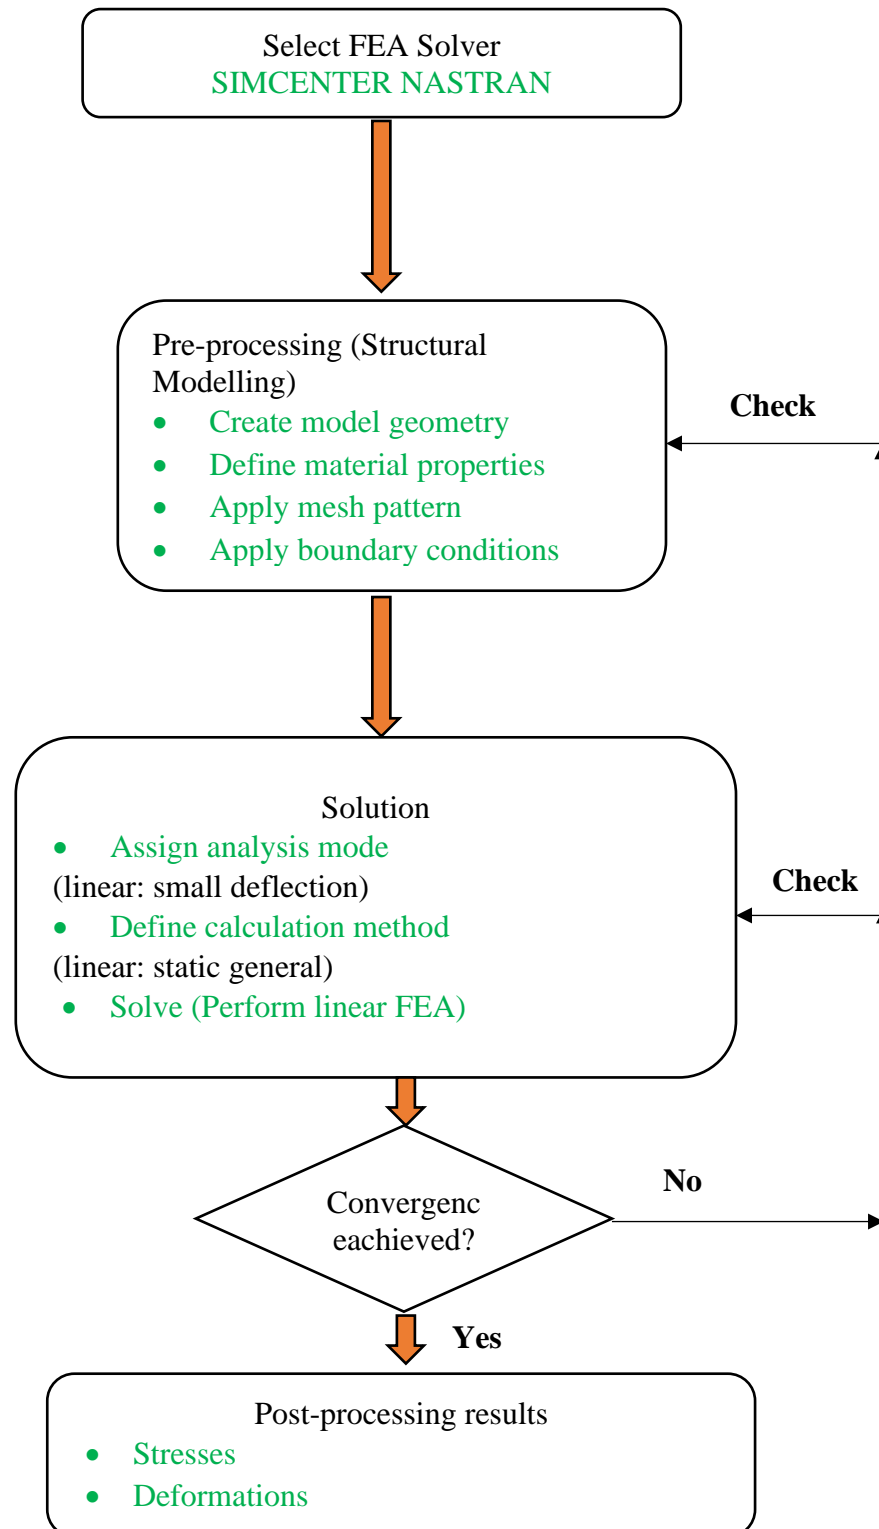 Select FEA Solver
SIMCENTER NASTRAN
Pre-processing (Structural
Modelling)
• Create model geometry
• Define material properties
• Apply mesh pattern
• Apply boundary conditions
Check
Solution
• Assign analysis mode
(linear: small deflection)
• Define calculation method
(linear: static general)
• Solve (Perform linear FEA)
Check
Convergenc
eachieved?
No
Yes
Post-processing results
• Stresses
• Deformations